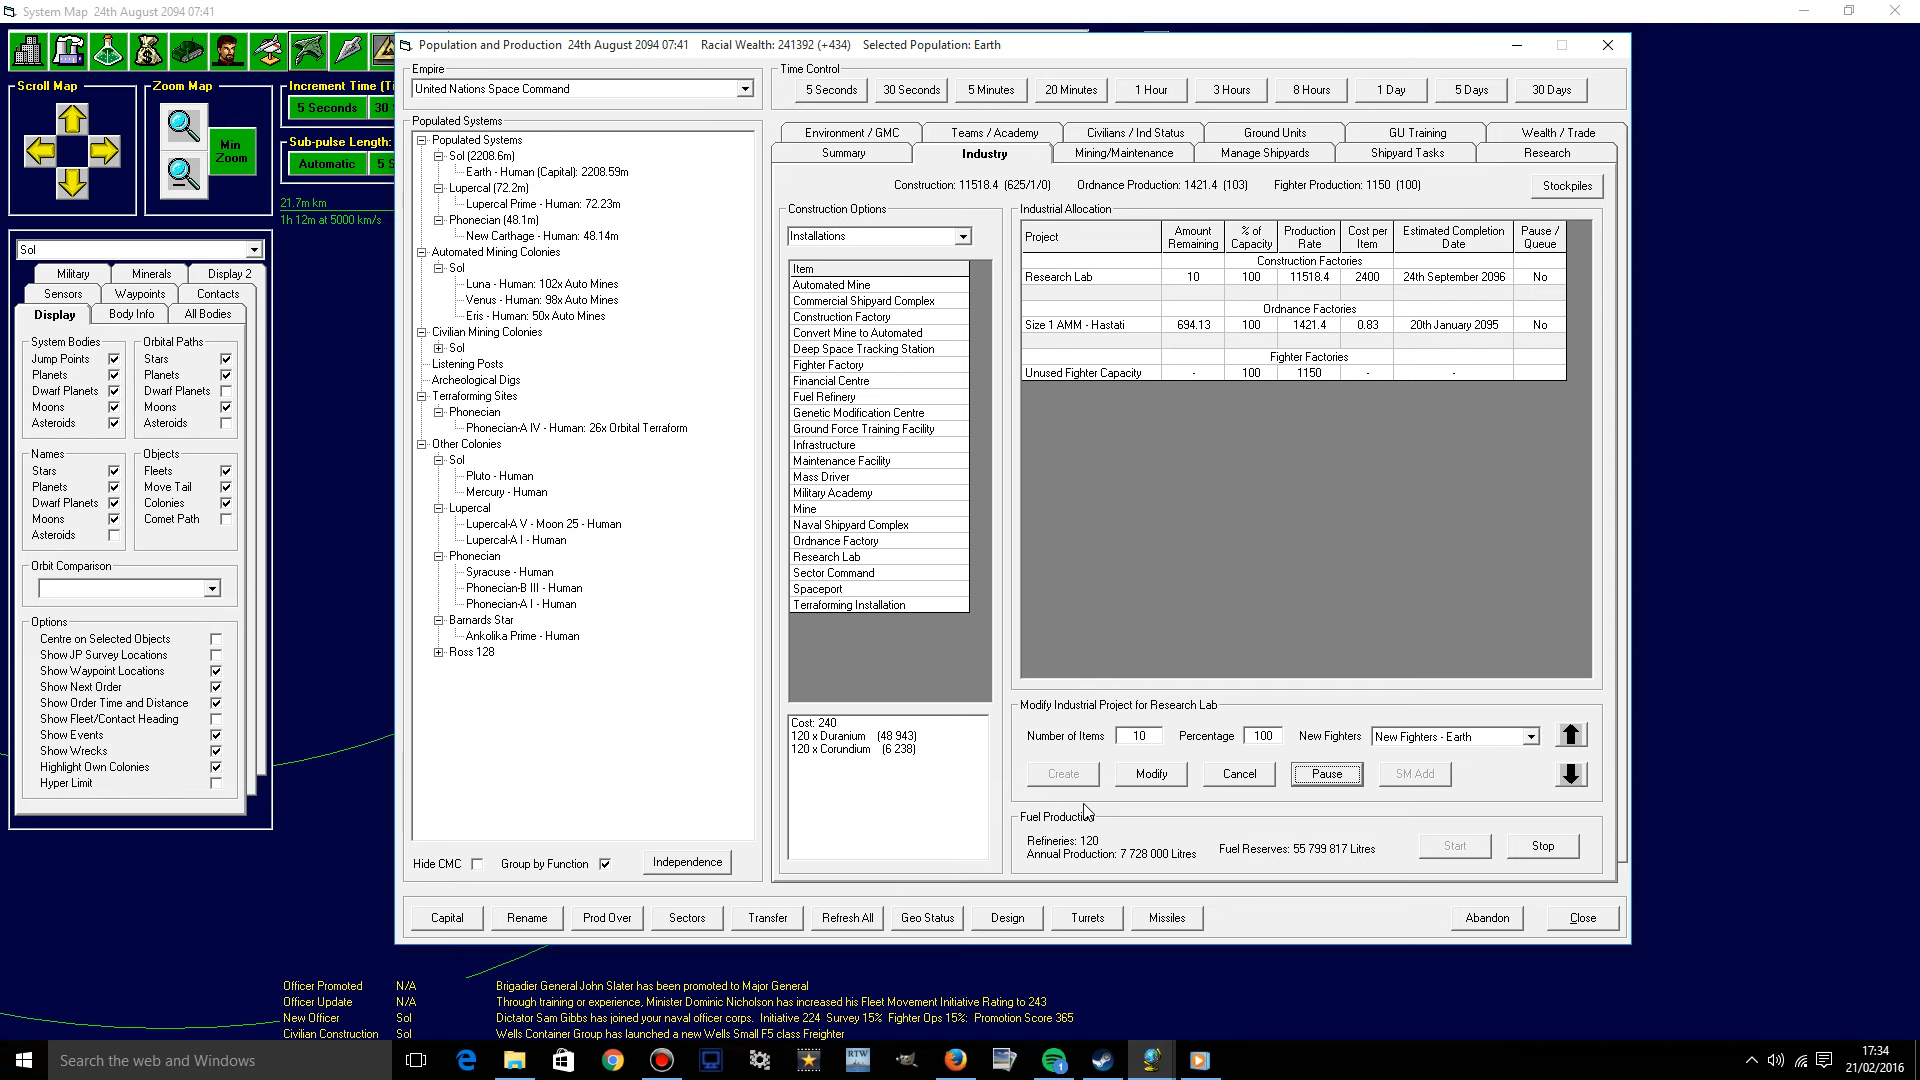 System Map 24th August 2094 07:41
Population and Production 24th August 2094 07:41 Racial Wealth: 241392 (+434) Selected Population: Earth
Scroll Map
Zoom Map
Min Zoom
Increment Time (Ti
5 Seconds 30
Sub-pulse Length:
Automatic 5 S
21.7m km
1h 12m at 5000 km/s
Sol
Military Minerals Display 2
Sensors Waypoints Contacts
Display Body Info All Bodies
System Bodies
Jump Points
Planets
Dwarf Planets
Moons
Asteroids
Orbital Paths
Stars
Planets
Dwarf Planets
Moons
Asteroids
Names
Stars
Planets
Dwarf Planets
Moons
Asteroids
Objects
Fleets
Move Tail
Colonies
Comet Path
Orbit Comparison
Options
Centre on Selected Objects
Show JP Survey Locations
Show Waypoint Locations
Show Next Order
Show Order Time and Distance
Show Fleet/Contact Heading
Show Events
Show Wrecks
Highlight Own Colonies
Hyper Limit
Empire
United Nations Space Command
Populated Systems
Populated Systems
Sol (2208.6m)
Earth - Human (Capital): 2208.59m
Lupercal (72.2m)
Lupercal Prime - Human: 72.23m
Phonecian (48.1m)
New Carthage - Human: 48.14m
Automated Mining Colonies
Sol
Luna - Human: 102x Auto Mines
Venus - Human: 98x Auto Mines
Eris - Human: 50x Auto Mines
Civilian Mining Colonies
Sol
Listening Posts
Archeological Digs
Terraforming Sites
Phonecian
Phonecian-A IV - Human: 26x Orbital Terraform
Other Colonies
Sol
Pluto - Human
Mercury - Human
Lupercal
Lupercal-A V - Moon 25 - Human
Lupercal-A I - Human
Phonecian
Syracuse - Human
Phonecian-B III - Human
Phonecian-A I - Human
Barnards Star
Ankolika Prime - Human
Ross 128
Hide CMC Group by Function Independence
Time Control
5 Seconds 30 Seconds 5 Minutes 20 Minutes 1 Hour 3 Hours 8 Hours 1 Day 5 Days 30 Days
Environment / GMC Teams / Academy Civilians / Ind Status Ground Units GU Training Wealth / Trade
Summary Industry Mining/Maintenance Manage Shipyards Shipyard Tasks Research
Construction: 11518.4 (625/1/0) Ordnance Production: 1421.4 (103) Fighter Production: 1150 (100) Stockpiles
Construction Options
Installations
Item
Automated Mine
Commercial Shipyard Complex
Construction Factory
Convert Mine to Automated
Deep Space Tracking Station
Fighter Factory
Financial Centre
Fuel Refinery
Genetic Modification Centre
Ground Force Training Facility
Infrastructure
Maintenance Facility
Mass Driver
Military Academy
Mine
Naval Shipyard Complex
Ordnance Factory
Research Lab
Sector Command
Spaceport
Terraforming Installation
Cost: 240
120 x Duranium (48 943)
120 x Corundium (6 238)
Industrial Allocation
Project Amount Remaining % of Capacity Production Rate Cost per Item Estimated Completion Date Pause / Queue
Construction Factories
Research Lab 10 100 11518.4 2400 24th September 2096 No
Ordnance Factories
Size 1 AMM - Hastati 694.13 100 1421.4 0.83 20th January 2095 No
Fighter Factories
Unused Fighter Capacity - 100 1150 - -
Modify Industrial Project for Research Lab
Number of Items 10 Percentage 100 New Fighters New Fighters - Earth
Create Modify Cancel Pause SM Add
Fuel Production
Refineries: 120
Annual Production: 7 728 000 Litres Fuel Reserves: 55 799 817 Litres Start Stop
Capital Rename Prod Over Sectors Transfer Refresh All Geo Status Design Turrets Missiles Abandon Close
Officer Promoted N/A Brigadier General John Slater has been promoted to Major General
Officer Update N/A Through training or experience, Minister Dominic Nicholson has increased his Fleet Movement Initiative Rating to 243
New Officer Sol Dictator Sam Gibbs has joined your naval officer corps. Initiative 224 Survey 15% Fighter Ops 15%: Promotion Score 365
Civilian Construction Sol Wells Container Group has launched a new Wells Small F5 class Freighter
Search the web and Windows
RTW
1
17:34
21/02/2016